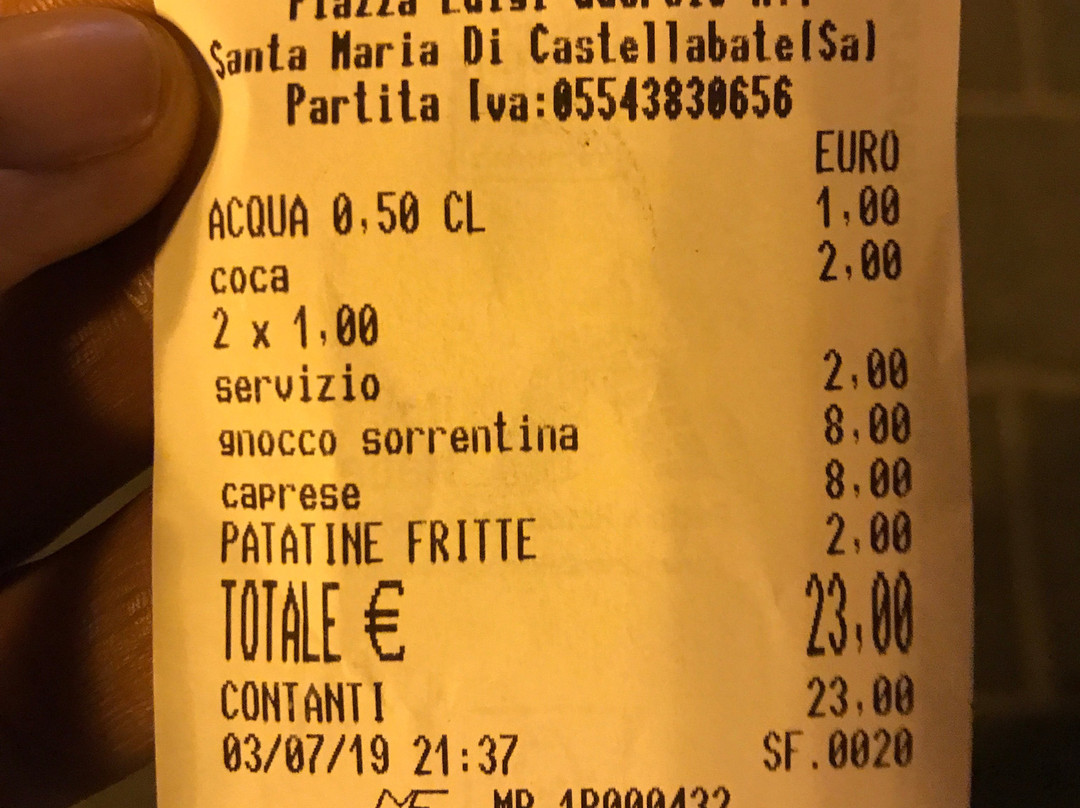 Piazza Luigi
Santa Maria Di Castellabate(Sa)
Partita Iva:05543830656
EURO
ACQUA 0,50 CL 1,00
coca 2,00
2 x 1,00
servizio 2,00
gnocco sorrentina 8,00
caprese 8,00
PATATINE FRITTE 2,00
TOTALE € 23,00
CONTANTI 23,00
03/07/19 21:37 SF.0020